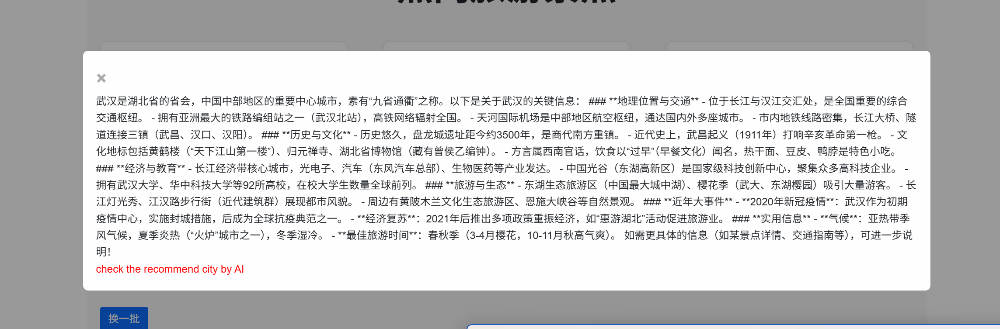 武汉是湖北省的省会，中国中部地区的重要中心城市，素有“九省通衢”之称。以下是关于武汉的关键信息： ### **地理位置与交通** - 位于长江与汉江交汇处，是全国重要的综合
交通枢纽。 - 拥有亚洲最大的铁路编组站之一（武汉北站），高铁网络辐射全国。 - 天河国际机场是中部地区航空枢纽，通达国内外多座城市。 - 市内地铁线路密集，长江大桥、隧
道连接三镇（武昌、汉口、汉阳）。 ### **历史与文化** - 历史悠久，盘龙城遗址距今约3500年，是商代南方重镇。 - 近代史上，武昌起义（1911年）打响辛亥革命第一枪。 - 文
化地标包括黄鹤楼（“天下江山第一楼”）、归元禅寺、湖北省博物馆（藏有曾侯乙编钟）。 - 方言属西南官话，饮食以“过早”（早餐文化）闻名，热干面、豆皮、鸭脖是特色小吃。
### **经济与教育** - 长江经济带核心城市，光电子、汽车（东风汽车总部）、生物医药等产业发达。 - 中国光谷（东湖高新区）是国家级科技创新中心，聚集众多高科技企业。 -
拥有武汉大学、华中科技大学等92所高校，在校大学生数量全球前列。 ### **旅游与生态** - 东湖生态旅游区（中国最大城中湖）、樱花季（武大、东湖樱园）吸引大量游客。 - 长
江灯光秀、江汉路步行街（近代建筑群）展现都市风貌。 - 周边有黄陂木兰文化生态旅游区、恩施大峡谷等自然景观。 ### **近年大事件** - **2020年新冠疫情**：武汉作为初期
疫情中心，实施封城措施，后成为全球抗疫典范之一。 - **经济复苏**：2021年后推出多项政策重振经济，如“惠游湖北”活动促进旅游业。 ### **实用信息** - **气候**：亚热带季
风气候，夏季炎热（“火炉”城市之一），冬季湿冷。 - **最佳旅游时间**：春秋季（3-4月樱花，10-11月秋高气爽）。 如需更具体的信息（如某景点详情、交通指南等），可进一步说
明！
check the recommend city by AI
换一批